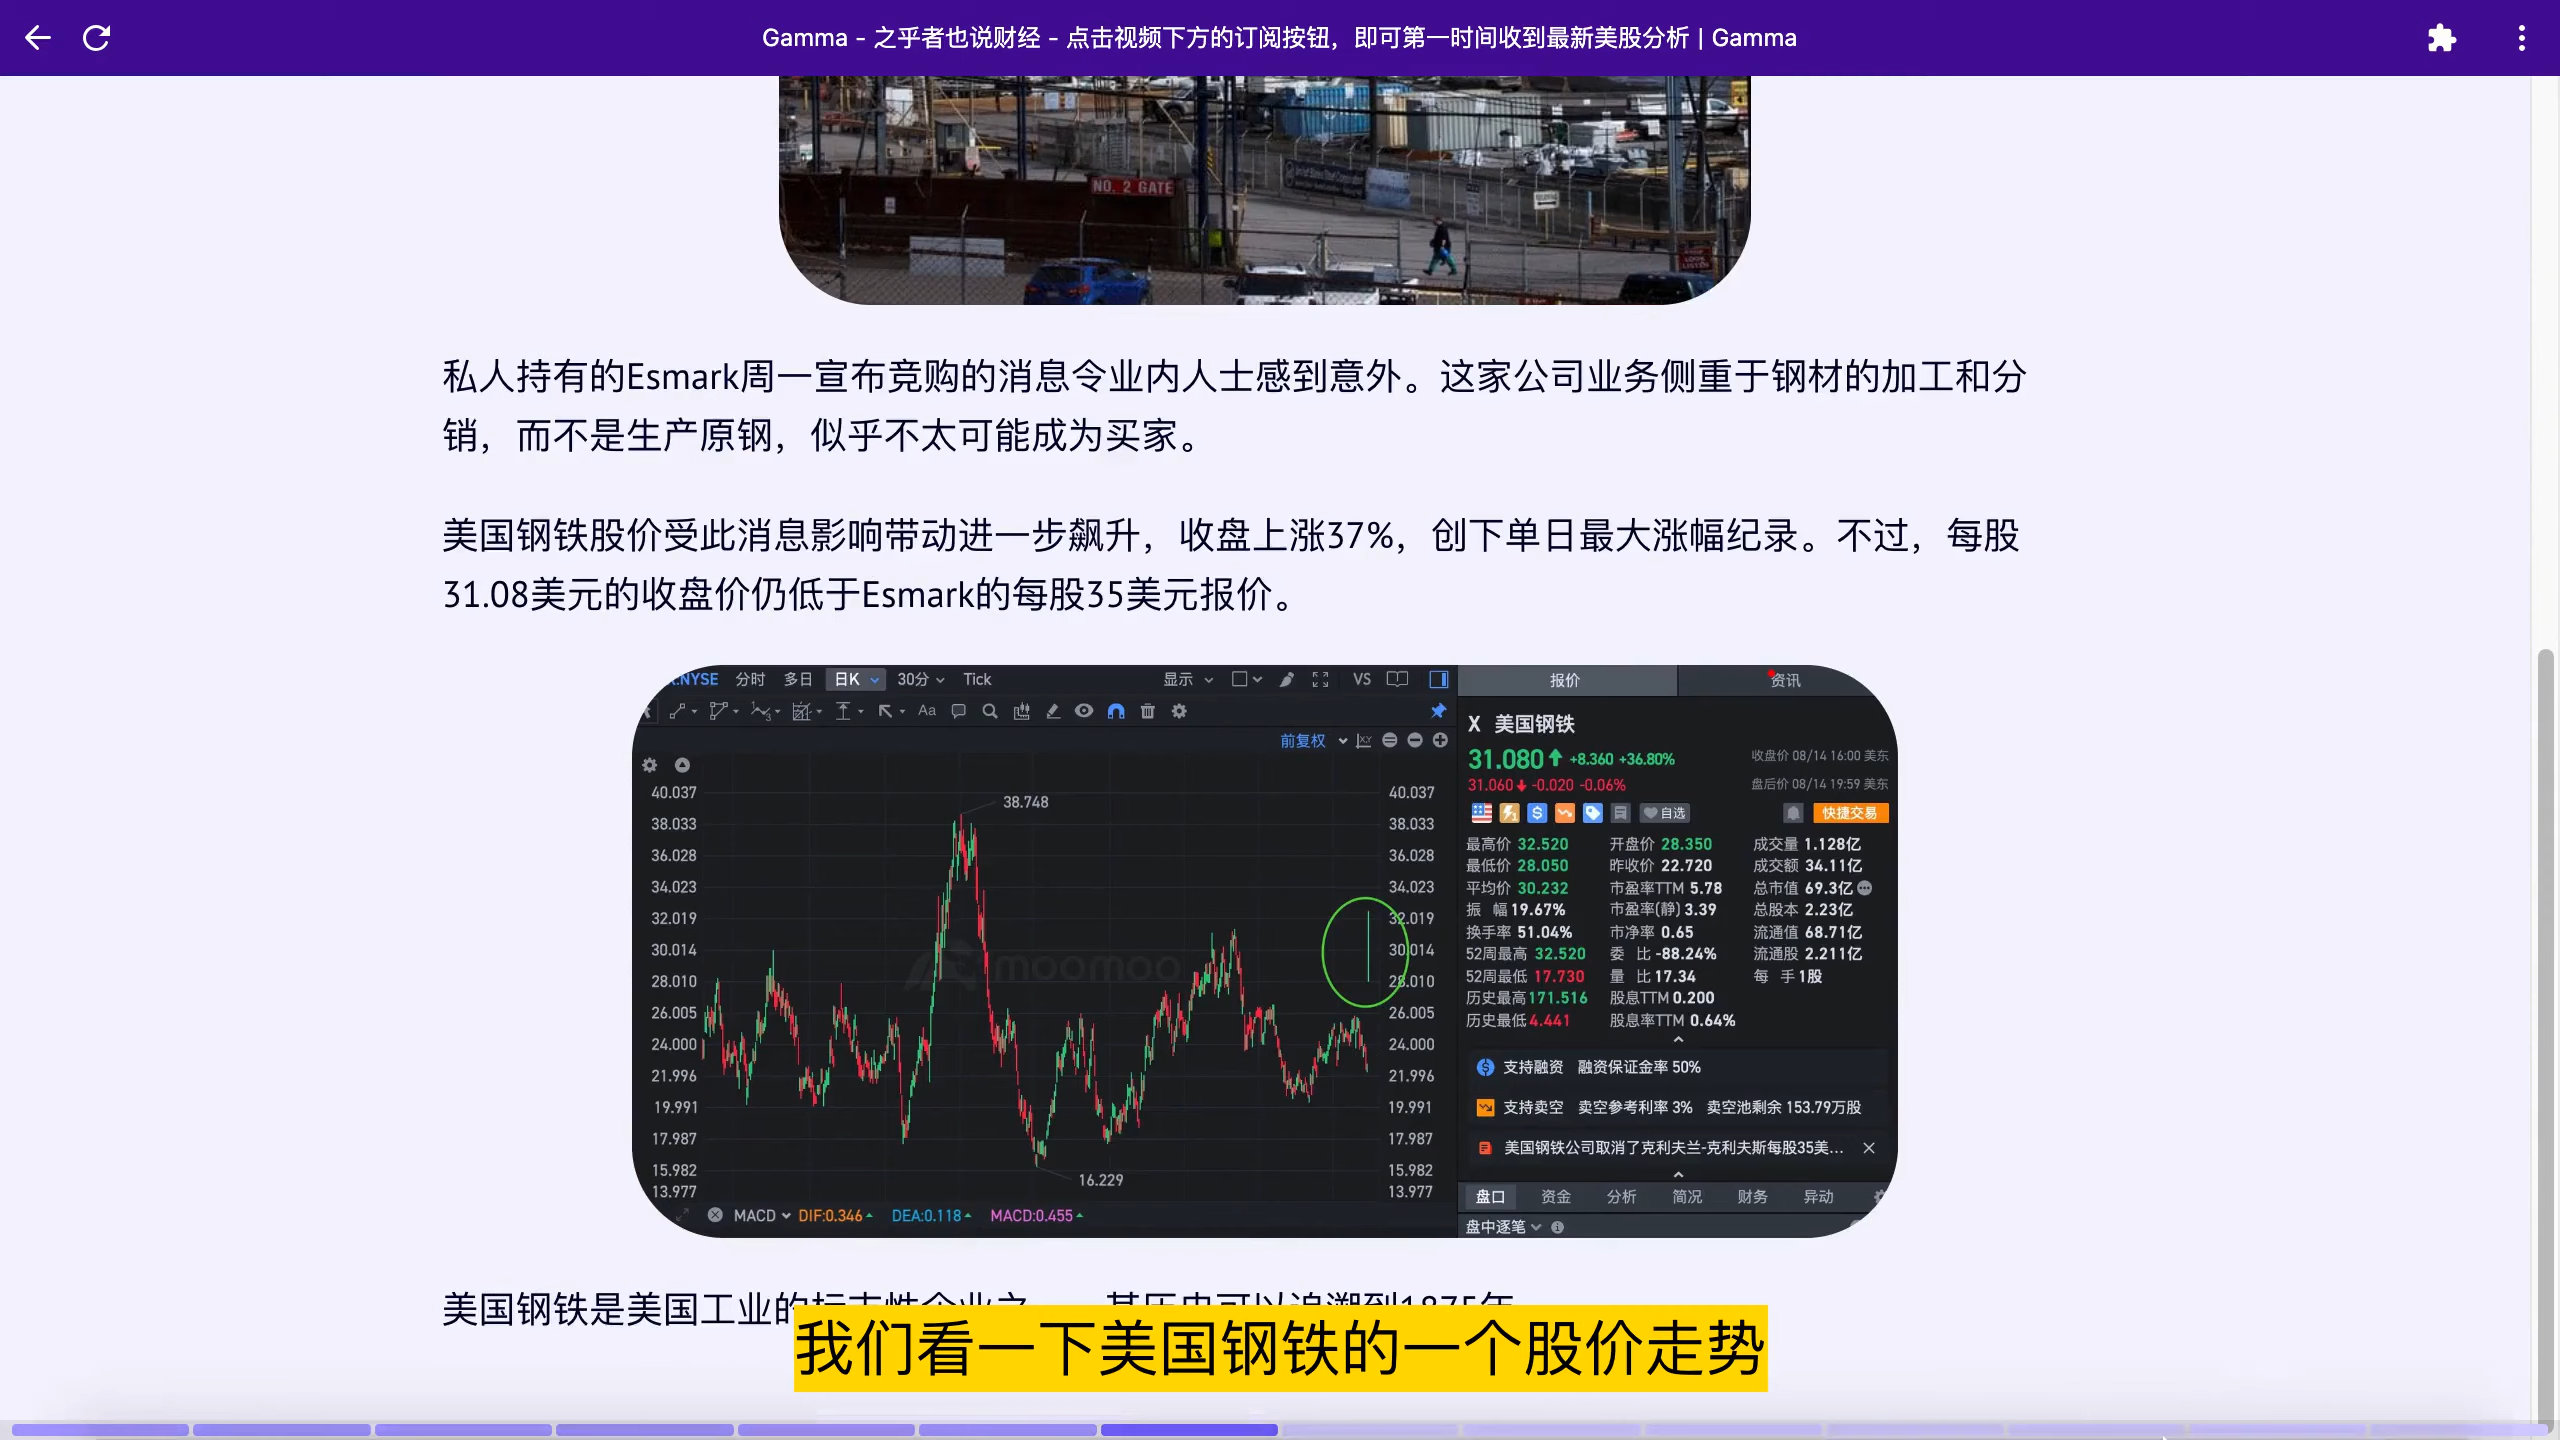 Gamma - 之乎者也说财经 - 点击视频下方的订阅按钮，即可第一时间收到最新美股分析 | Gamma
NO. 2 GATE
私人持有的Esmark周一宣布竞购的消息令业内人士感到意外。这家公司业务侧重于钢材的加工和分
销，而不是生产原钢，似乎不太可能成为买家。
美国钢铁股价受此消息影响带动进一步飙升，收盘上涨37%，创下单日最大涨幅纪录。不过，每股
31.08美元的收盘价仍低于Esmark的每股35美元报价。
.NYSE 分时 多日 日K 30分 Tick 显示 VS 报价 资讯
Aa
前复权
X 美国钢铁
31.080 +8.360 +36.80% 收盘价 08/14 16:00 美东
31.060 -0.020 -0.06% 盘后价 08/14 19:59 美东
自选 快捷交易
40.037 40.037
38.748
38.033 38.033
36.028 36.028
34.023 34.023
32.019 32.019
30.014 30.014
moomoo
28.010 28.010
26.005 26.005
24.000 24.000
21.996 21.996
19.991 19.991
17.987 17.987
15.982 15.982
16.229
13.977 13.977
MACD DIF:0.346 DEA:0.118 MACD:0.455
最高价 32.520 开盘价 28.350 成交量 1.128亿
最低价 28.050 昨收价 22.720 成交额 34.11亿
平均价 30.232 市盈率TTM 5.78 总市值 69.3亿
振 幅 19.67% 市盈率(静) 3.39 总股本 2.23亿
换手率 51.04% 市净率 0.65 流通值 68.71亿
52周最高 32.520 委 比 -88.24% 流通股 2.211亿
52周最低 17.730 量 比 17.34 每 手 1股
历史最高 171.516 股息TTM 0.200
历史最低 4.441 股息率TTM 0.64%
支持融资 融资保证金率 50%
支持卖空 卖空参考利率 3% 卖空池剩余 153.79万股
美国钢铁公司取消了克利夫兰-克利夫斯每股35美...
盘口 资金 分析 简况 财务 异动
盘中逐笔
美国钢铁是美国工业的标志性企业之一，其历史可以追溯到1875年
我们看一下美国钢铁的一个股价走势